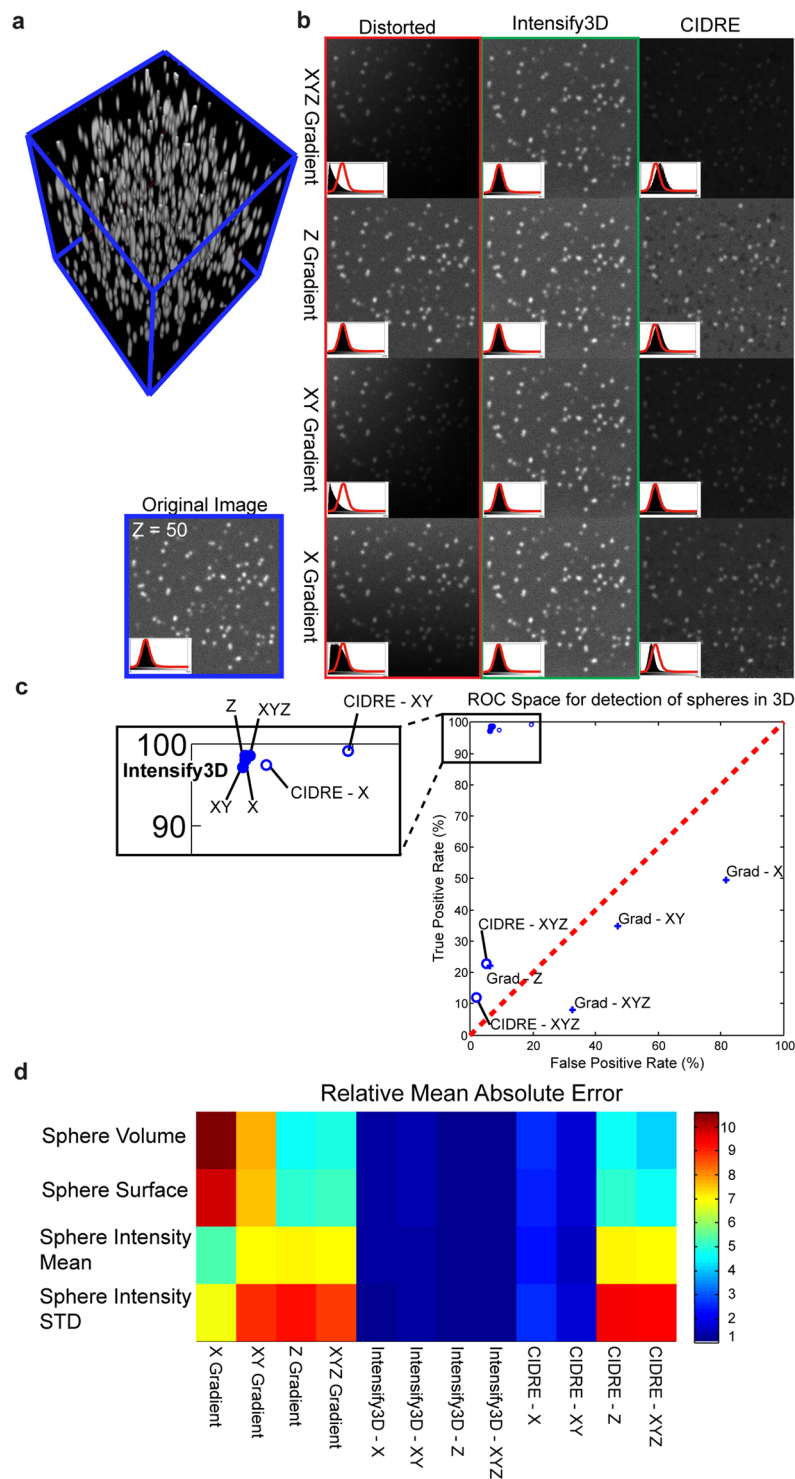 a
b
Distorted
Intensify3D
CIDRE
XYZ Gradient
Z Gradient
XY Gradient
X Gradient
Original Image
Z = 50
c
ROC Space for detection of spheres in 3D
Z
XYZ
CIDRE - XY
100
Intensify3D
CIDRE - X
XY
X
90
100
90
80
70
60
50
40
30
20
10
0
True Positive Rate (%)
Grad - X
Grad - XY
CIDRE - XYZ
Grad - Z
Grad - XYZ
CIDRE - XYZ
0
20
40
60
80
100
False Positive Rate (%)
d
Relative Mean Absolute Error
Sphere Volume
Sphere Surface
Sphere Intensity
Mean
Sphere Intensity
STD
10
9
8
7
6
5
4
3
2
1
X Gradient
XY Gradient
Z Gradient
XYZ Gradient
Intensify3D - X
Intensify3D - XY
Intensify3D - Z
Intensify3D - XYZ
CIDRE - X
CIDRE - XY
CIDRE - Z
CIDRE - XYZ